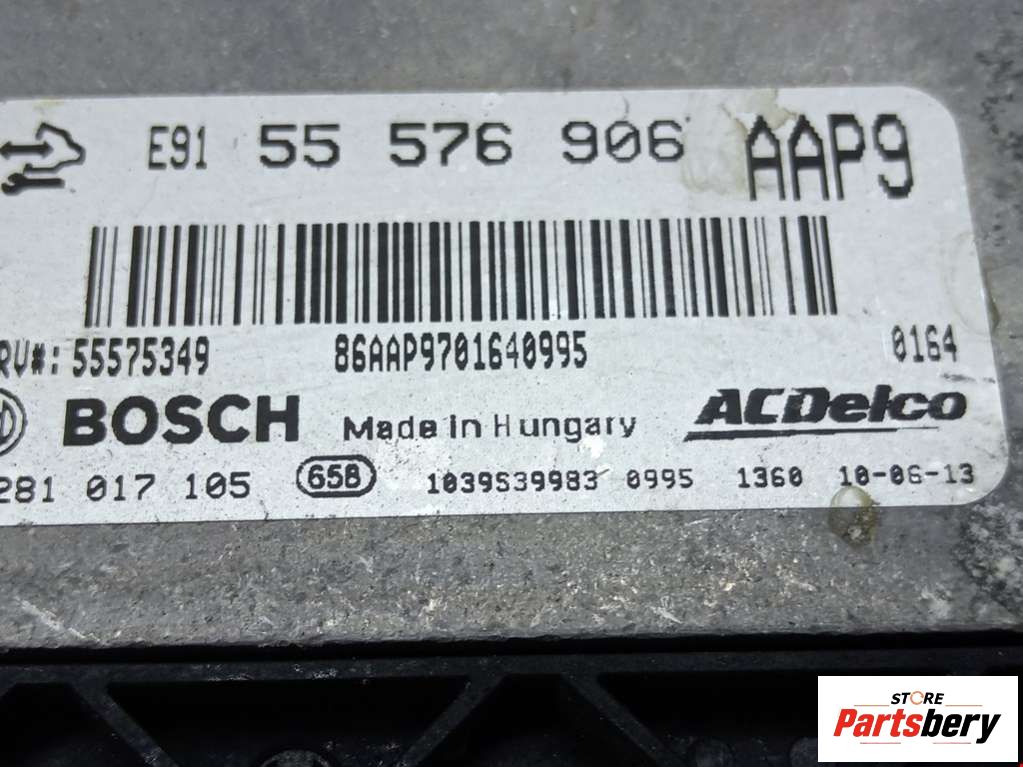 E91 55 576 906 AAP9
RV#: 55575349 86AAP9701640995 0164
BOSCH Made in Hungary ACDelco
281 017 105 65B 1039S39983 0995 1360 10-06-13
STORE
Partsbery